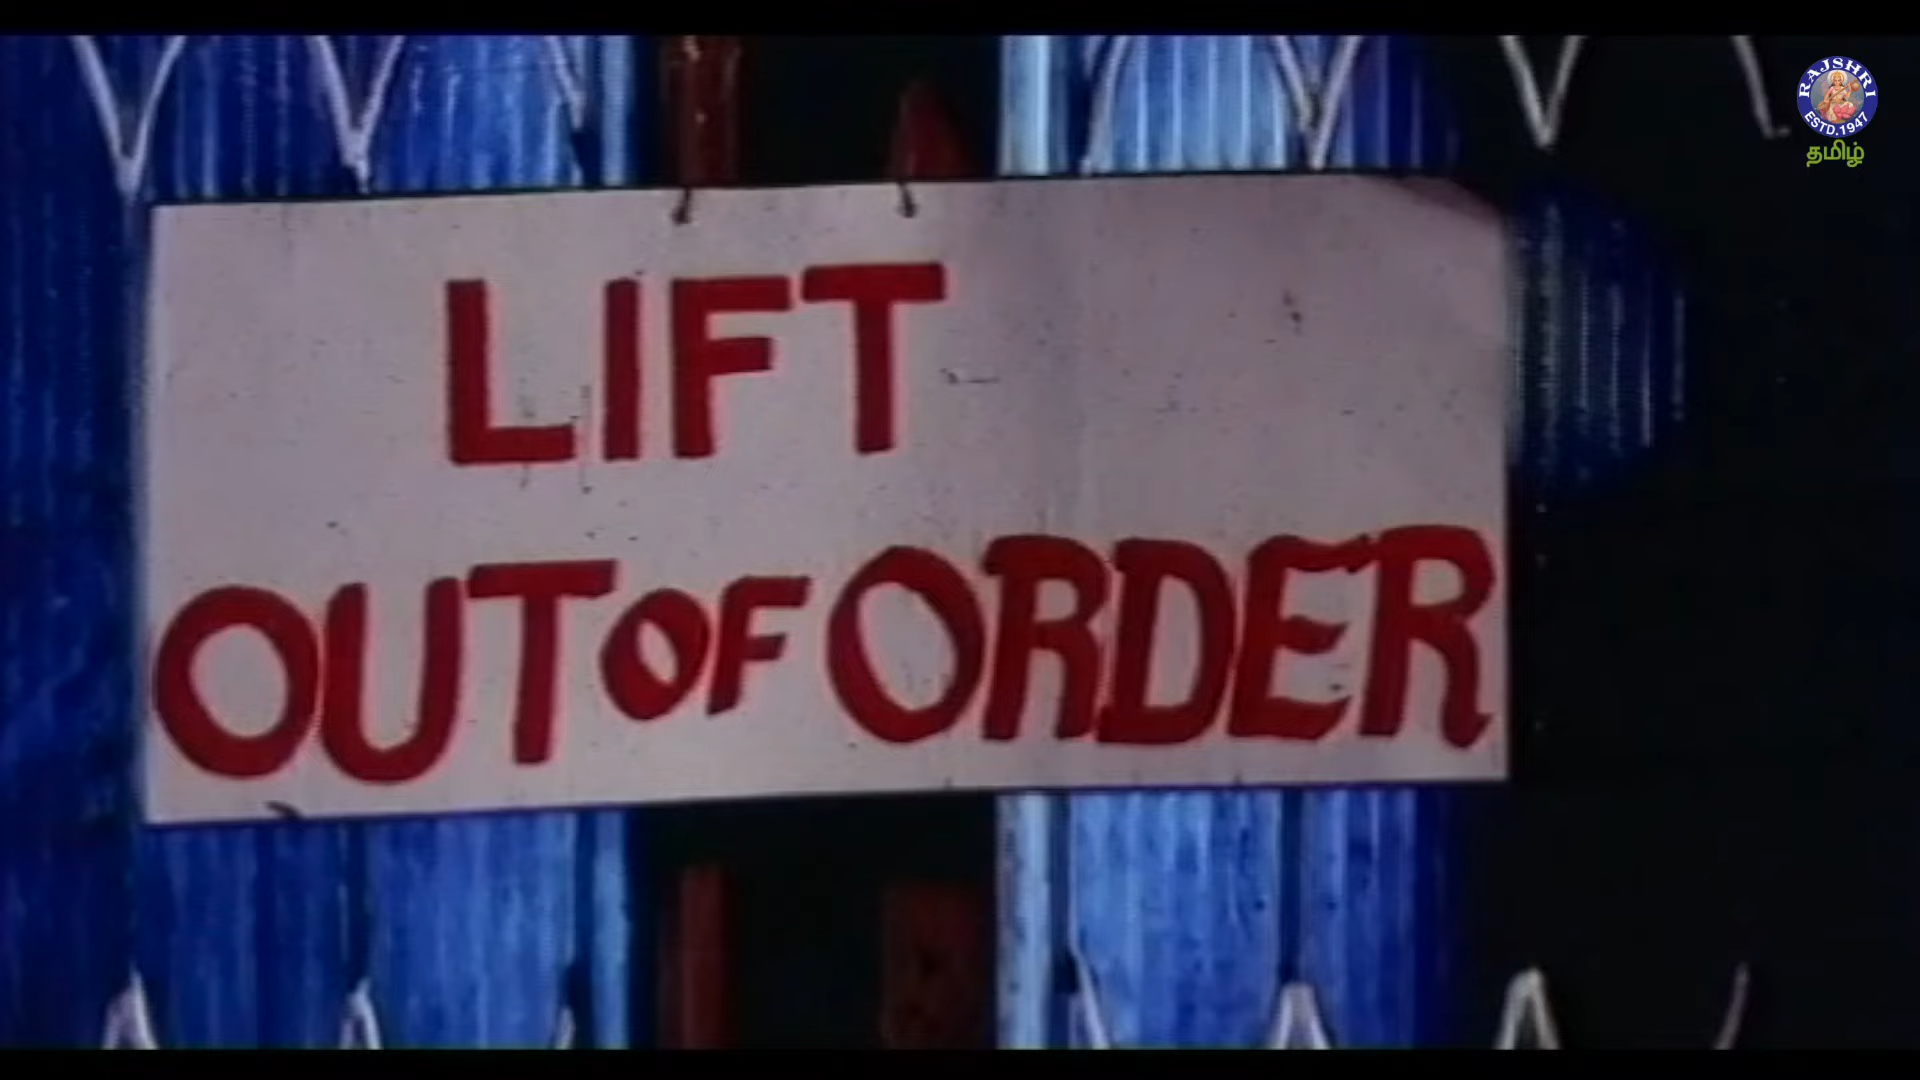 RAJSHRI
ESTD.1947
தமிழ்
LIFT
OUT OF ORDER